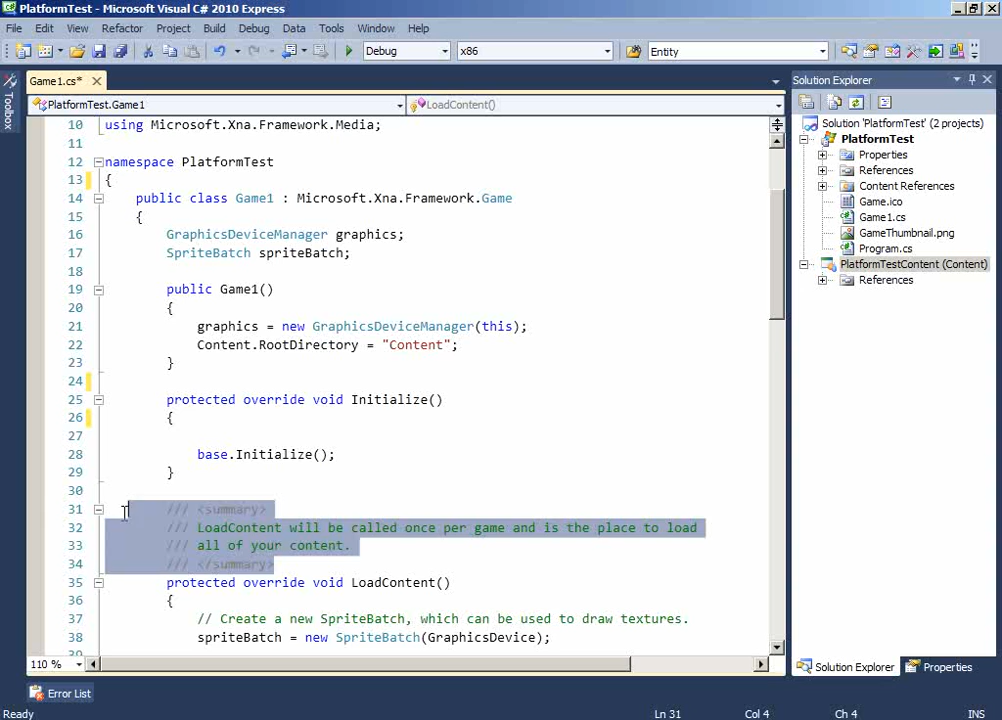 PlatformTest - Microsoft Visual C# 2010 Express
File Edit View Refactor Project Build Debug Data Tools Window Help
Debug x86 Entity
Toolbox
Game1.cs*
PlatformTest.Game1 LoadContent()
10 using Microsoft.Xna.Framework.Media;
11
12 namespace PlatformTest
13 {
14 public class Game1 : Microsoft.Xna.Framework.Game
15 {
16 GraphicsDeviceManager graphics;
17 SpriteBatch spriteBatch;
18
19 public Game1()
20 {
21 graphics = new GraphicsDeviceManager(this);
22 Content.RootDirectory = "Content";
23 }
24
25 protected override void Initialize()
26 {
27
28 base.Initialize();
29 }
30
31 /// <summary>
32 /// LoadContent will be called once per game and is the place to load
33 /// all of your content.
34 /// </summary>
35 protected override void LoadContent()
36 {
37 // Create a new SpriteBatch, which can be used to draw textures.
38 spriteBatch = new SpriteBatch(GraphicsDevice);
110 %
Solution Explorer
Solution 'PlatformTest' (2 projects)
PlatformTest
Properties
References
Content References
Game.ico
Game1.cs
GameThumbnail.png
Program.cs
PlatformTestContent (Content)
References
Solution Explorer Properties
Error List
Ready Ln 31 Col 4 Ch 4 INS